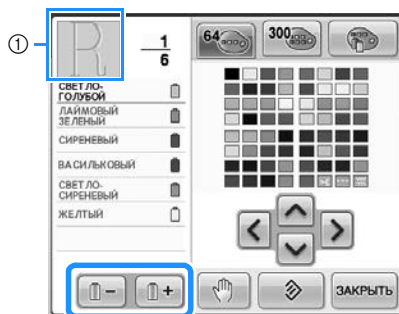 ①
R
1
6
64
300
СВЕТЛО-
ГОЛУБОЙ
ЛАЙМОВЫЙ
ЗЕЛЕНЫЙ
СИРЕНЕВЫЙ
ВАСИЛЬКОВЫЙ
СВЕТЛО-
СИРЕНЕВЫЙ
ЖЕЛТЫЙ
- +
ЗАКРЫТЬ